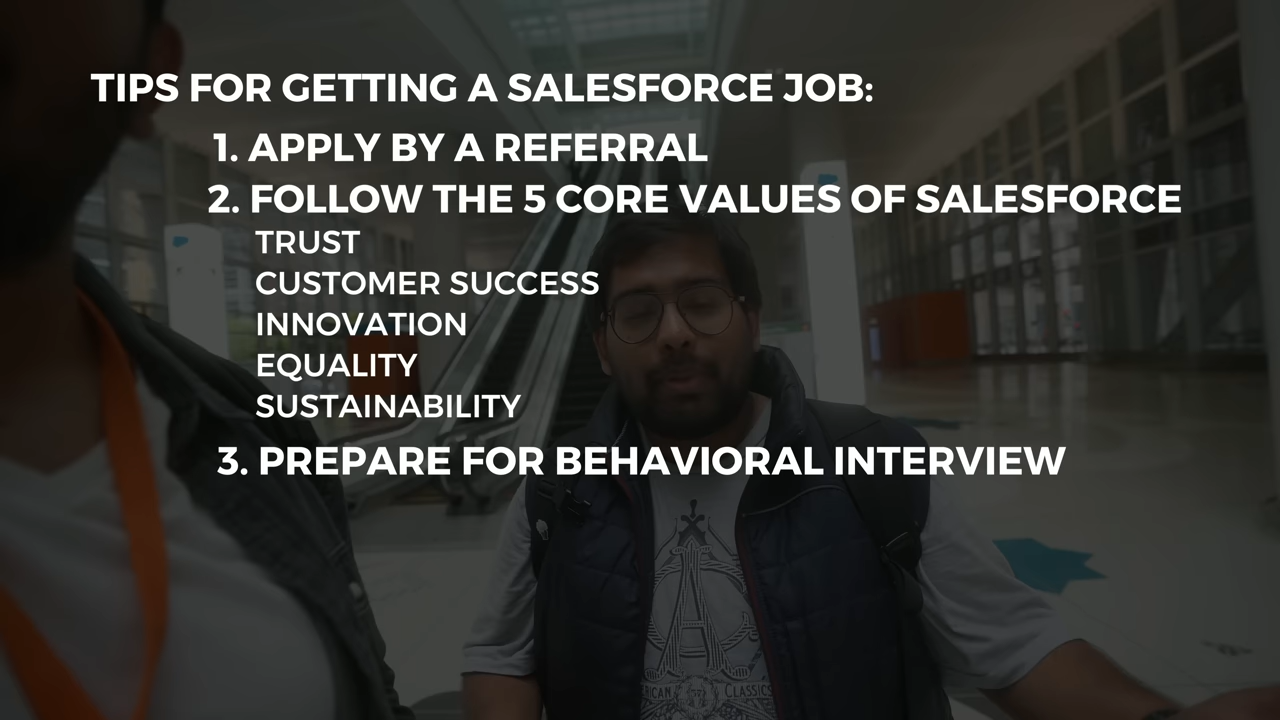 TIPS FOR GETTING A SALESFORCE JOB:
1. APPLY BY A REFERRAL
2. FOLLOW THE 5 CORE VALUES OF SALESFORCE
TRUST
CUSTOMER SUCCESS
INNOVATION
EQUALITY
SUSTAINABILITY
3. PREPARE FOR BEHAVIORAL INTERVIEW
CLASSICS